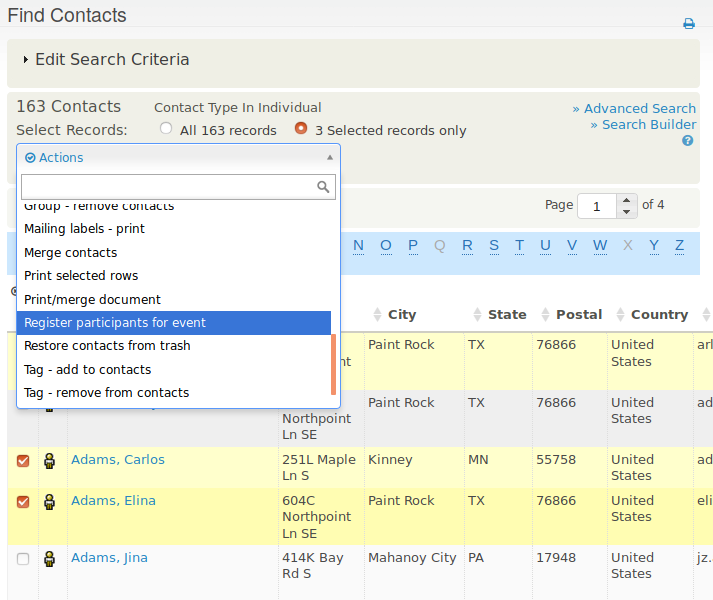 Find Contacts
Edit Search Criteria
163 Contacts Contact Type In Individual
» Advanced Search
Select Records: All 163 records 3 Selected records only
» Search Builder
?
Actions
Group - remove contacts
Page 1 of 4
Mailing labels - print
Merge contacts
N O P Q R S T U V W X Y Z
Print selected rows
Print/merge document
City State Postal Country
Register participants for event
Restore contacts from trash
Tag - add to contacts
Tag - remove from contacts
Paint Rock TX 76866 United States arl
nt
Northpoint Ln SE Paint Rock TX 76866 United States ad
Adams, Carlos 251L Maple Ln S Kinney MN 55758 United States ad
Adams, Elina 604C Northpoint Ln SE Paint Rock TX 76866 United States eli
Adams, Jina 414K Bay Rd S Mahanoy City PA 17948 United States jz.